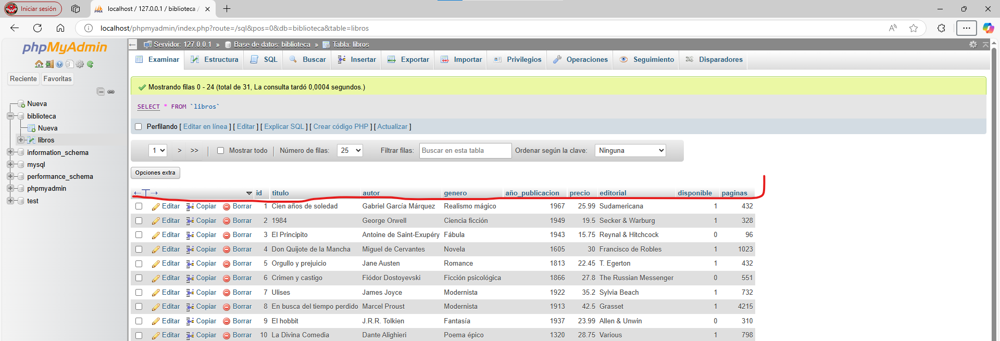 Iniciar sesión
localhost / 127.0.0.1 / biblioteca /
localhost/phpmyadmin/index.php?route=/sql&pos=0&db=biblioteca&table=libros
phpMyAdmin
Reciente Favoritas
Nueva
biblioteca
Nueva
libros
information_schema
mysql
performance_schema
phpmyadmin
test
Servidor: 127.0.0.1 » Base de datos: biblioteca » Tabla: libros
Examinar Estructura SQL Buscar Insertar Exportar Importar Privilegios Operaciones Seguimiento Disparadores
Mostrando filas 0 - 24 (total de 31, La consulta tardó 0,0004 segundos.)
SELECT * FROM `libros`
Perfilando [ Editar en línea ] [ Editar ] [ Explicar SQL ] [ Crear código PHP ] [ Actualizar ]
1 > >> | Mostrar todo | Número de filas: 25 Filtrar filas: Buscar en esta tabla Ordenar según la clave: Ninguna
Opciones extra
←T→ id titulo autor genero año_publicacion precio editorial disponible paginas
Editar Copiar Borrar 1 Cien años de soledad Gabriel García Márquez Realismo mágico 1967 25.99 Sudamericana 1 432
Editar Copiar Borrar 2 1984 George Orwell Ciencia ficción 1949 19.5 Secker & Warburg 1 328
Editar Copiar Borrar 3 El Principito Antoine de Saint-Exupéry Fábula 1943 15.75 Reynal & Hitchcock 0 96
Editar Copiar Borrar 4 Don Quijote de la Mancha Miguel de Cervantes Novela 1605 30 Francisco de Robles 1 1023
Editar Copiar Borrar 5 Orgullo y prejuicio Jane Austen Romance 1813 22.45 T. Egerton 1 432
Editar Copiar Borrar 6 Crimen y castigo Fiódor Dostoyevski Ficción psicológica 1866 27.8 The Russian Messenger 0 551
Editar Copiar Borrar 7 Ulises James Joyce Modernista 1922 35.2 Sylvia Beach 1 732
Editar Copiar Borrar 8 En busca del tiempo perdido Marcel Proust Modernista 1913 42.5 Grasset 1 4215
Editar Copiar Borrar 9 El hobbit J.R.R. Tolkien Fantasía 1937 23.99 Allen & Unwin 0 310
Editar Copiar Borrar 10 La Divina Comedia Dante Alighieri Poema épico 1320 28.75 Various 1 798